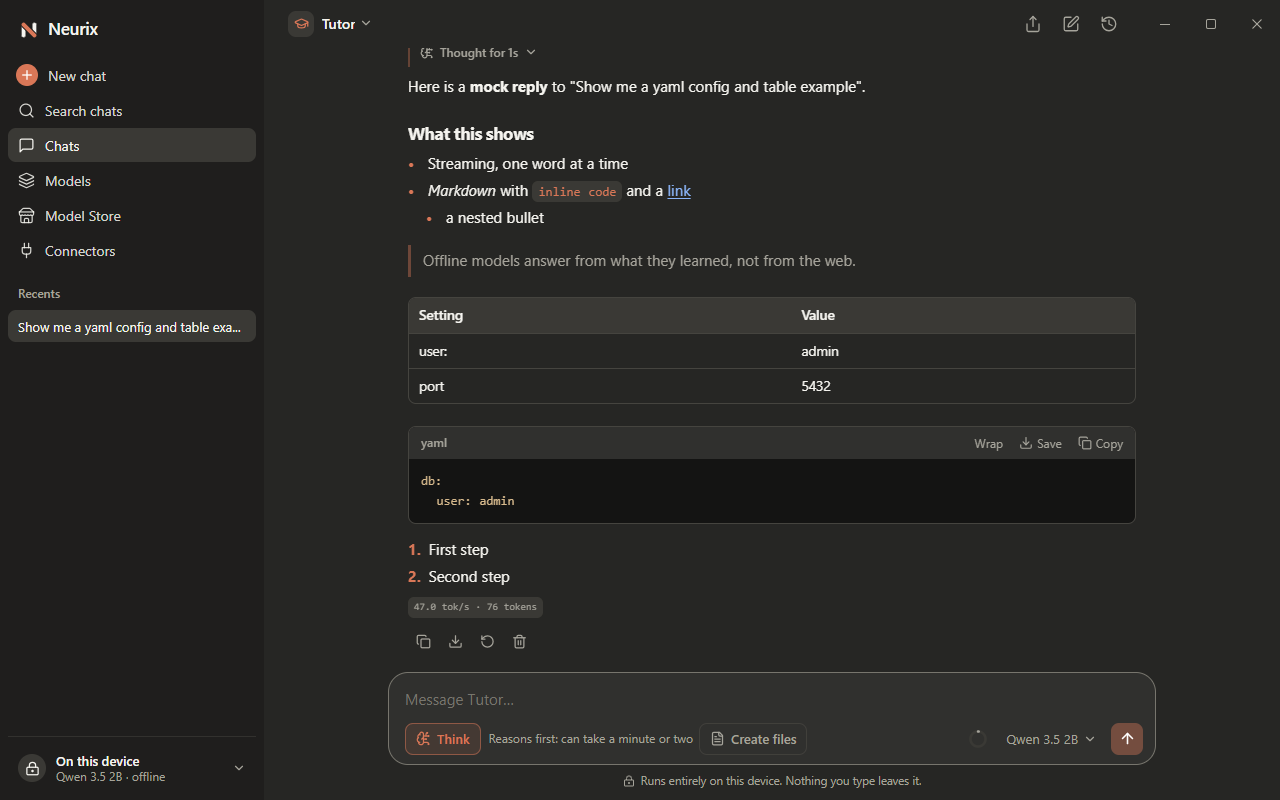 Neurix
New chat
Search chats
Chats
Models
Model Store
Connectors
Recents
Show me a yaml config and table exa...
On this device
Qwen 3.5 2B · offline
Tutor
Thought for 1s
Here is a mock reply to "Show me a yaml config and table example".
What this shows
• Streaming, one word at a time
• Markdown with inline code and a link
• a nested bullet
Offline models answer from what they learned, not from the web.
Setting Value
user: admin
port 5432
yaml Wrap Save Copy
db:
  user: admin
1. First step
2. Second step
47.0 tok/s · 76 tokens
Message Tutor...
Think Reasons first: can take a minute or two Create files Qwen 3.5 2B
Runs entirely on this device. Nothing you type leaves it.